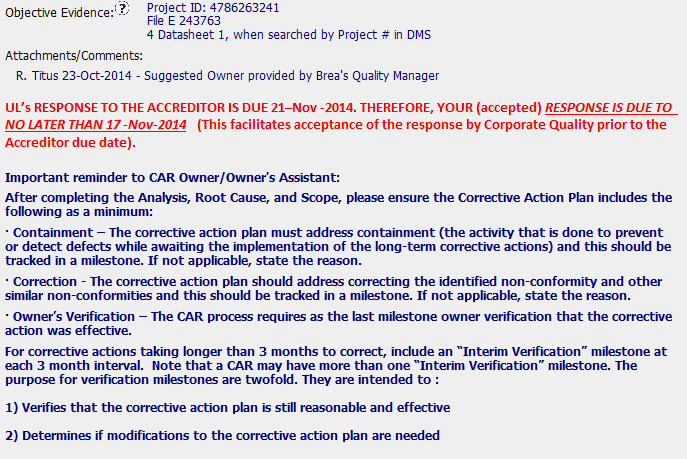 Objective Evidence: Project ID: 4786263241
File E 243763
4 Datasheet 1, when searched by Project # in DMS
Attachments/Comments:
R. Titus 23-Oct-2014 - Suggested Owner provided by Brea's Quality Manager
UL's RESPONSE TO THE ACCREDITOR IS DUE 21–Nov -2014. THEREFORE, YOUR (accepted) RESPONSE IS DUE TO
NO LATER THAN 17 -Nov-2014 (This facilitates acceptance of the response by Corporate Quality prior to the
Accreditor due date).
Important reminder to CAR Owner/Owner's Assistant:
After completing the Analysis, Root Cause, and Scope, please ensure the Corrective Action Plan includes the
following as a minimum:
· Containment – The corrective action plan must address containment (the activity that is done to prevent
or detect defects while awaiting the implementation of the long-term corrective actions) and this should be
tracked in a milestone. If not applicable, state the reason.
· Correction - The corrective action plan should address correcting the identified non-conformity and other
similar non-conformities and this should be tracked in a milestone. If not applicable, state the reason.
· Owner's Verification – The CAR process requires as the last milestone owner verification that the corrective
action was effective.
For corrective actions taking longer than 3 months to correct, include an "Interim Verification" milestone at
each 3 month interval.  Note that a CAR may have more than one "Interim Verification" milestone. The
purpose for verification milestones are twofold. They are intended to :
1) Verifies that the corrective action plan is still reasonable and effective
2) Determines if modifications to the corrective action plan are needed